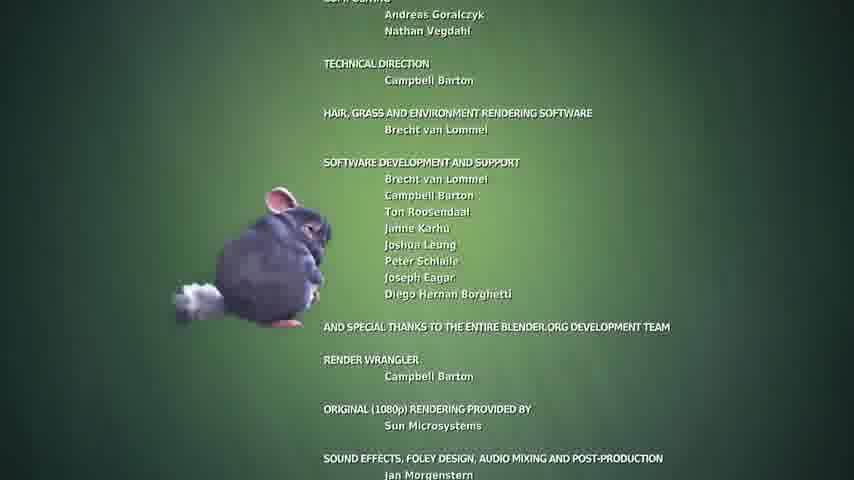 COMPOSITING
Andreas Goralczyk
Nathan Vegdahl
TECHNICAL DIRECTION
Campbell Barton
HAIR, GRASS AND ENVIRONMENT RENDERING SOFTWARE
Brecht van Lommel
SOFTWARE DEVELOPMENT AND SUPPORT
Brecht van Lommel
Campbell Barton
Ton Roosendaal
Janne Karhu
Joshua Leung
Peter Schlaile
Joseph Eagar
Diego Hernan Borghetti
AND SPECIAL THANKS TO THE ENTIRE BLENDER.ORG DEVELOPMENT TEAM
RENDER WRANGLER
Campbell Barton
ORIGINAL (1080p) RENDERING PROVIDED BY
Sun Microsystems
SOUND EFFECTS, FOLEY DESIGN, AUDIO MIXING AND POST-PRODUCTION
Jan Morgenstern